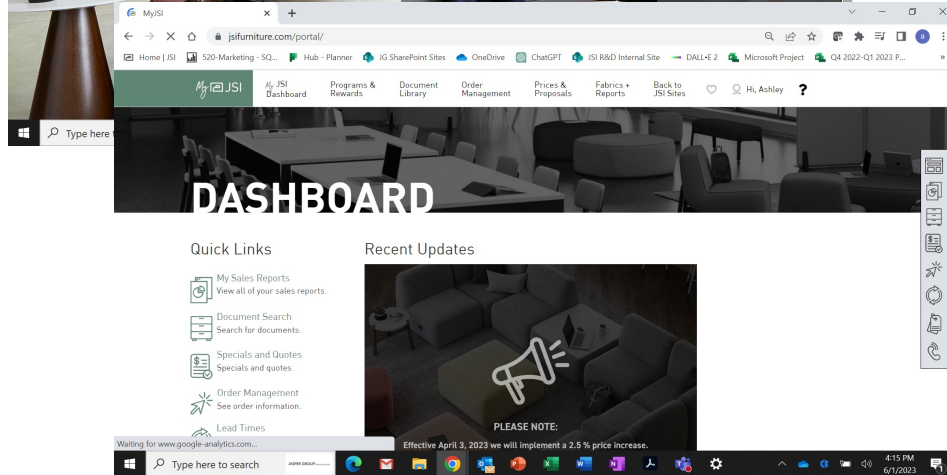 MyJSI
jsifurniture.com/portal/
Home | JSI
520-Marketing - SQ...
Hub - Planner
JG SharePoint Sites
OneDrive
ChatGPT
JSI R&D Internal Site
DALL•E 2
Microsoft Project
Q4 2022-Q1 2023 P...
My JSI
My JSI Dashboard
Programs & Rewards
Document Library
Order Management
Prices & Proposals
Fabrics + Reports
Back to JSI Sites
Hi, Ashley
?
Type here t
DASHBOARD
Quick Links
Recent Updates
My Sales Reports
View all of your sales reports.
Document Search
Search for documents.
Specials and Quotes
Specials and quotes.
Order Management
See order information.
Lead Times
PLEASE NOTE:
Effective April 3, 2023 we will implement a 2.5 % price increase.
Waiting for www.google-analytics.com...
Type here to search
JASPER GROUP
4:15 PM
6/1/2023